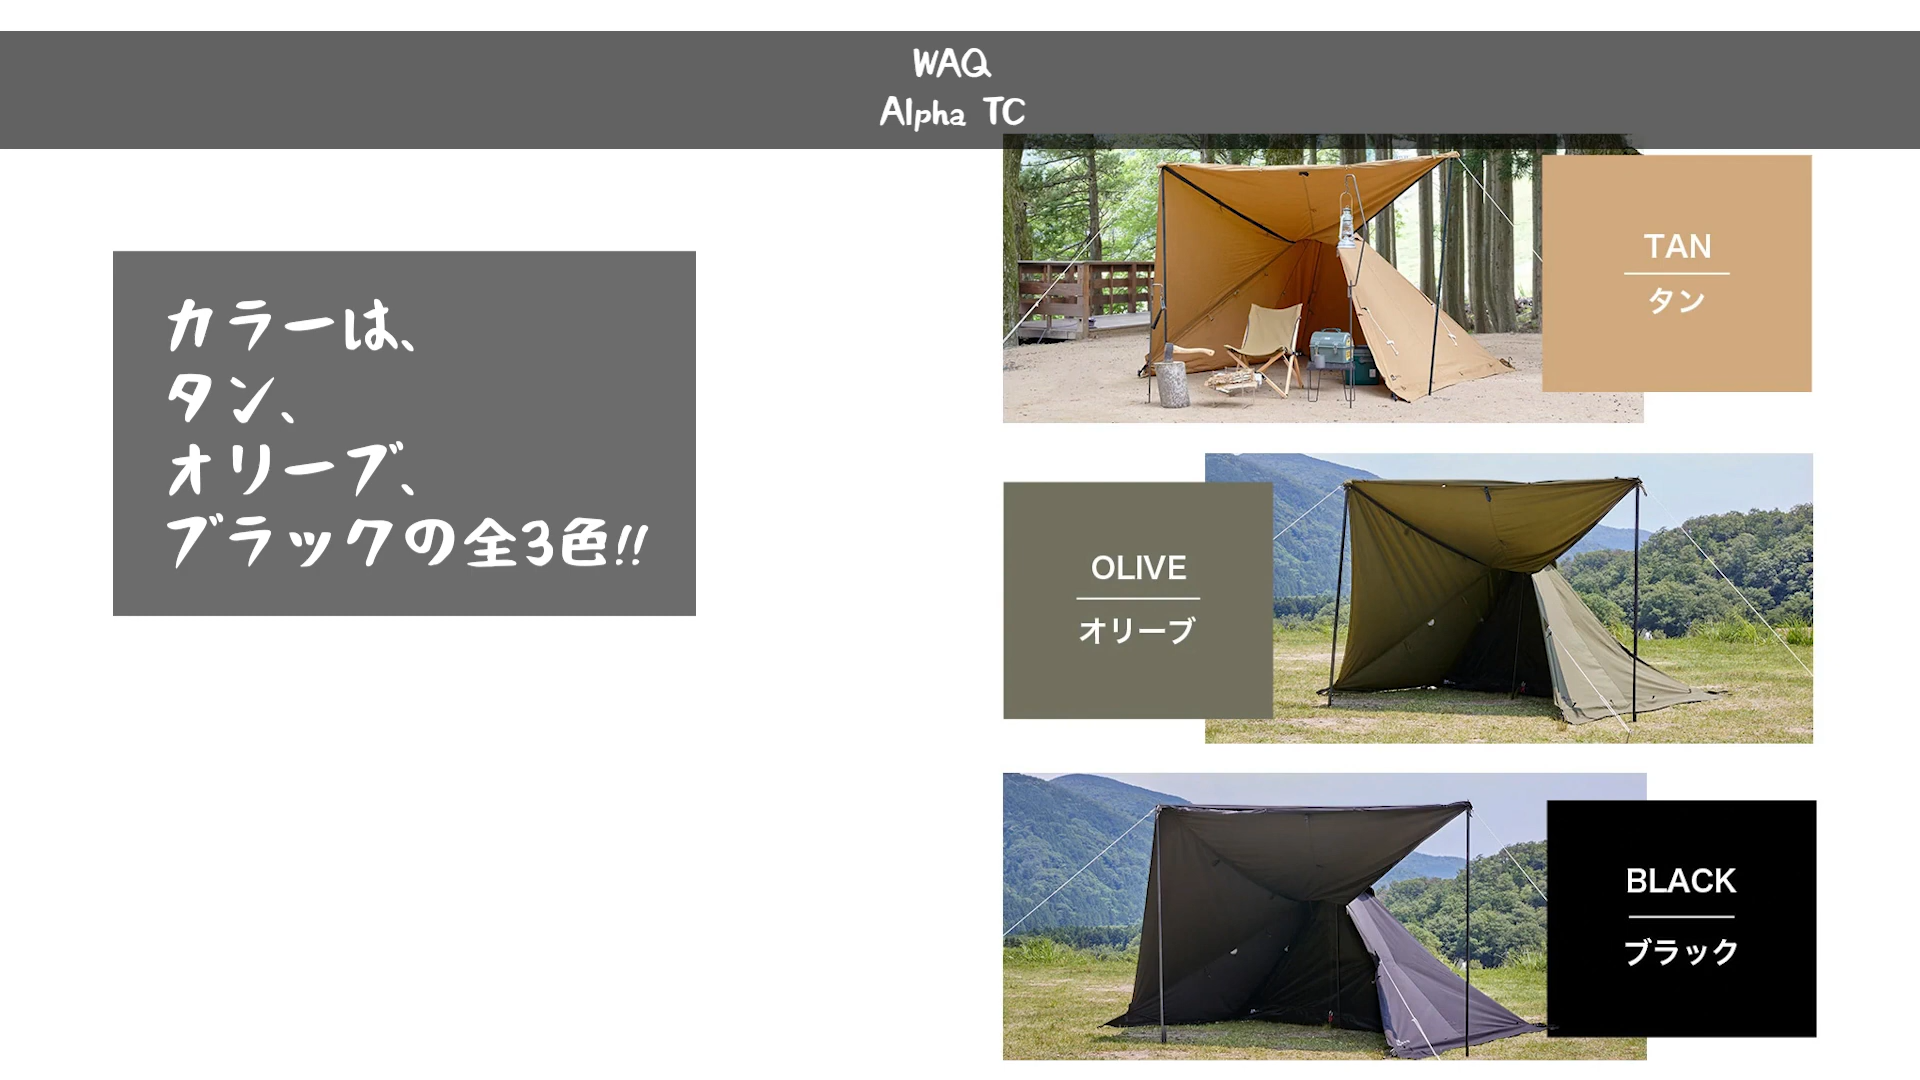 WAQ
Alpha TC
カラーは、
タン、
オリーブ、
ブラックの全3色!!
TAN
タン
OLIVE
オリーブ
BLACK
ブラック